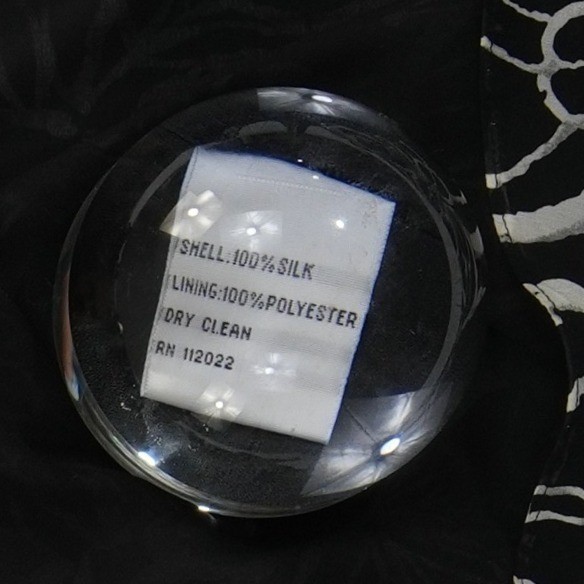 SHELL:100%SILK
LINING:100%POLYESTER
DRY CLEAN
RN 112022